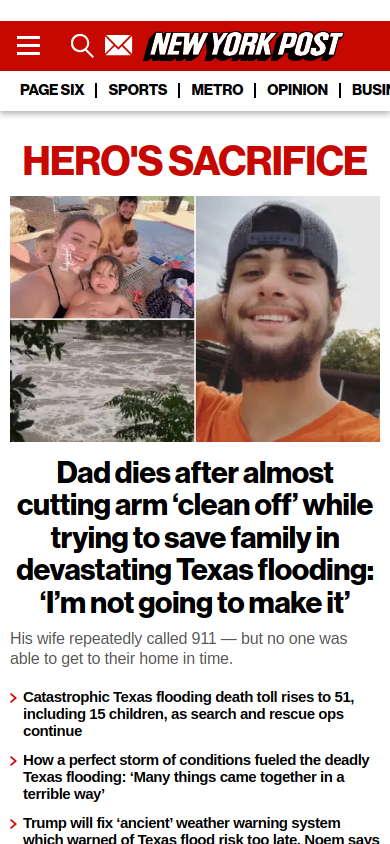 NEW YORK POST
PAGE SIX | SPORTS | METRO | OPINION | BUSIN
HERO'S SACRIFICE
Dad dies after almost
cutting arm ‘clean off’ while
trying to save family in
devastating Texas flooding:
‘I’m not going to make it’
His wife repeatedly called 911 — but no one was
able to get to their home in time.
Catastrophic Texas flooding death toll rises to 51,
including 15 children, as search and rescue ops
continue
How a perfect storm of conditions fueled the deadly
Texas flooding: ‘Many things came together in a
terrible way’
Trump will fix ‘ancient’ weather warning system
which warned of Texas flood risk too late, Noem says